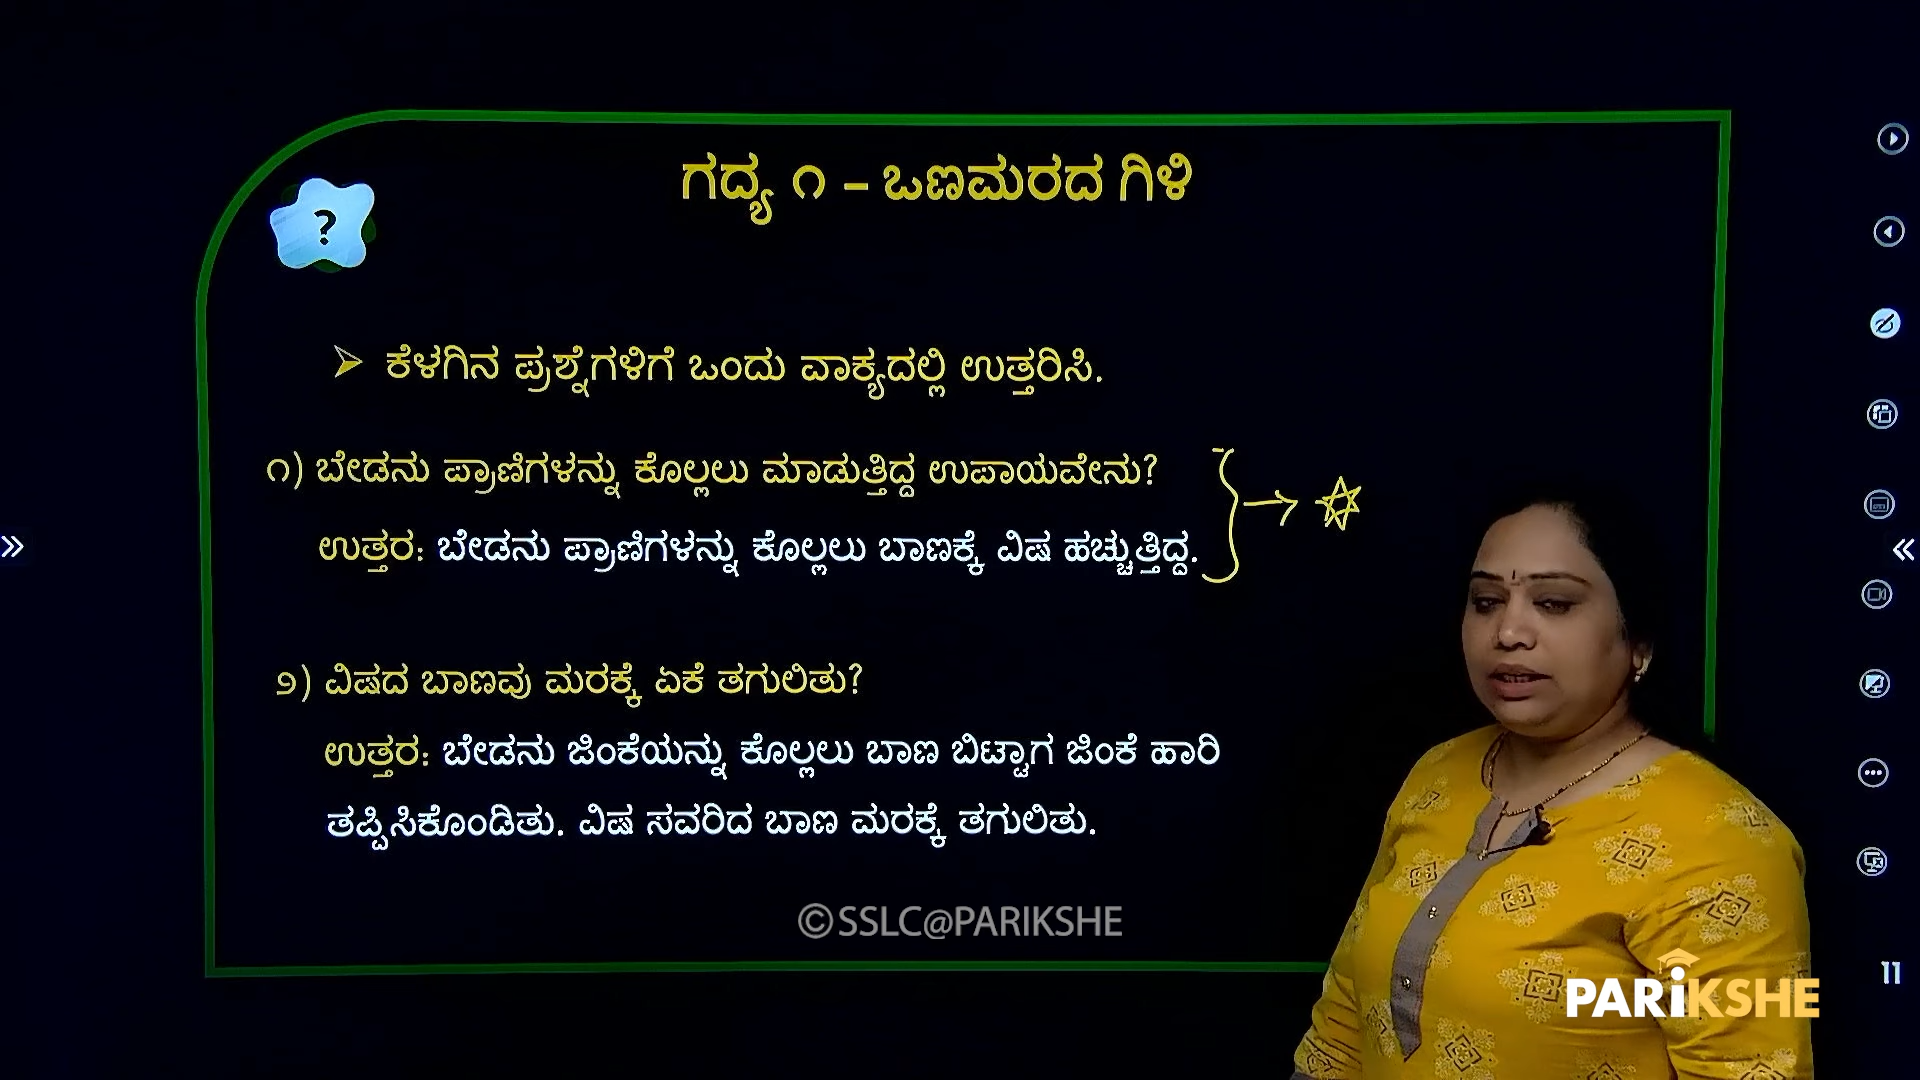 ಗದ್ಯ ೧ – ಒಣಮರದ ಗಿಳಿ
?
➢ ಕೆಳಗಿನ ಪ್ರಶ್ನೆಗಳಿಗೆ ಒಂದು ವಾಕ್ಯದಲ್ಲಿ ಉತ್ತರಿಸಿ.
೧) ಬೇಡನು ಪ್ರಾಣಿಗಳನ್ನು ಕೊಲ್ಲಲು ಮಾಡುತ್ತಿದ್ದ ಉಪಾಯವೇನು?
ಉತ್ತರ: ಬೇಡನು ಪ್ರಾಣಿಗಳನ್ನು ಕೊಲ್ಲಲು ಬಾಣಕ್ಕೆ ವಿಷ ಹಚ್ಚುತ್ತಿದ್ದ.
೨) ವಿಷದ ಬಾಣವು ಮರಕ್ಕೆ ಏಕೆ ತಗುಲಿತು?
ಉತ್ತರ: ಬೇಡನು ಜಿಂಕೆಯನ್ನು ಕೊಲ್ಲಲು ಬಾಣ ಬಿಟ್ಟಾಗ ಜಿಂಕೆ ಹಾರಿ
ತಪ್ಪಿಸಿಕೊಂಡಿತು. ವಿಷ ಸವರಿದ ಬಾಣ ಮರಕ್ಕೆ ತಗುಲಿತು.
©SSLC@PARIKSHE
PARIKSHE
11